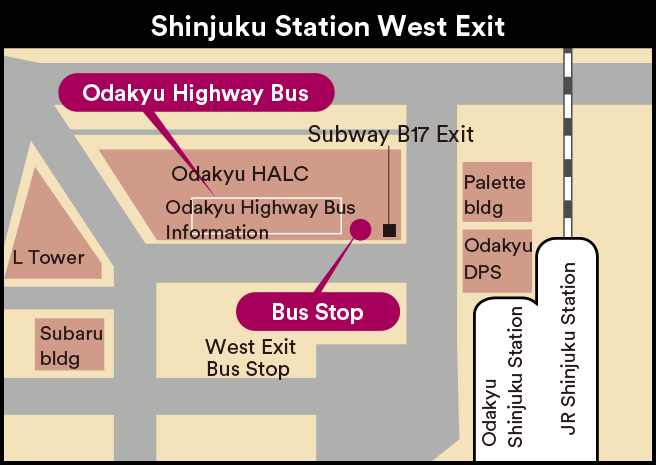 Shinjuku Station West Exit
Odakyu Highway Bus
Subway B17 Exit
Odakyu HALC
Odakyu Highway Bus
Information
Palette
bldg
Odakyu
DPS
L Tower
Bus Stop
Subaru
bldg
West Exit
Bus Stop
Odakyu
Shinjuku Station
JR Shinjuku Station